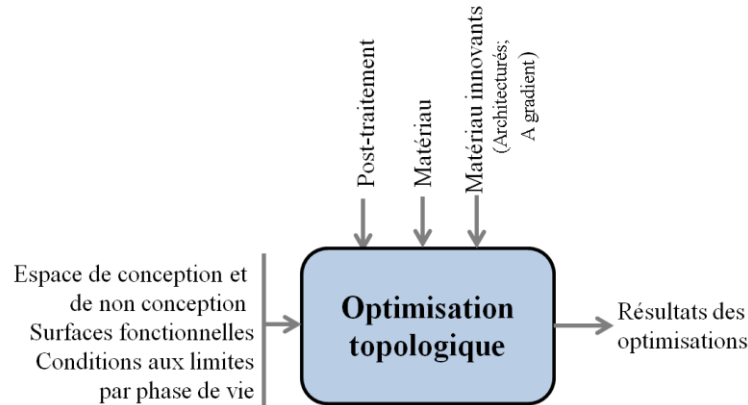 Post-traitement
Matériau
Matériau innovants
(Architecturés;
A gradient)
Espace de conception et
de non conception
Surfaces fonctionnelles
Conditions aux limites
par phase de vie
Optimisation
topologique
Résultats des
optimisations